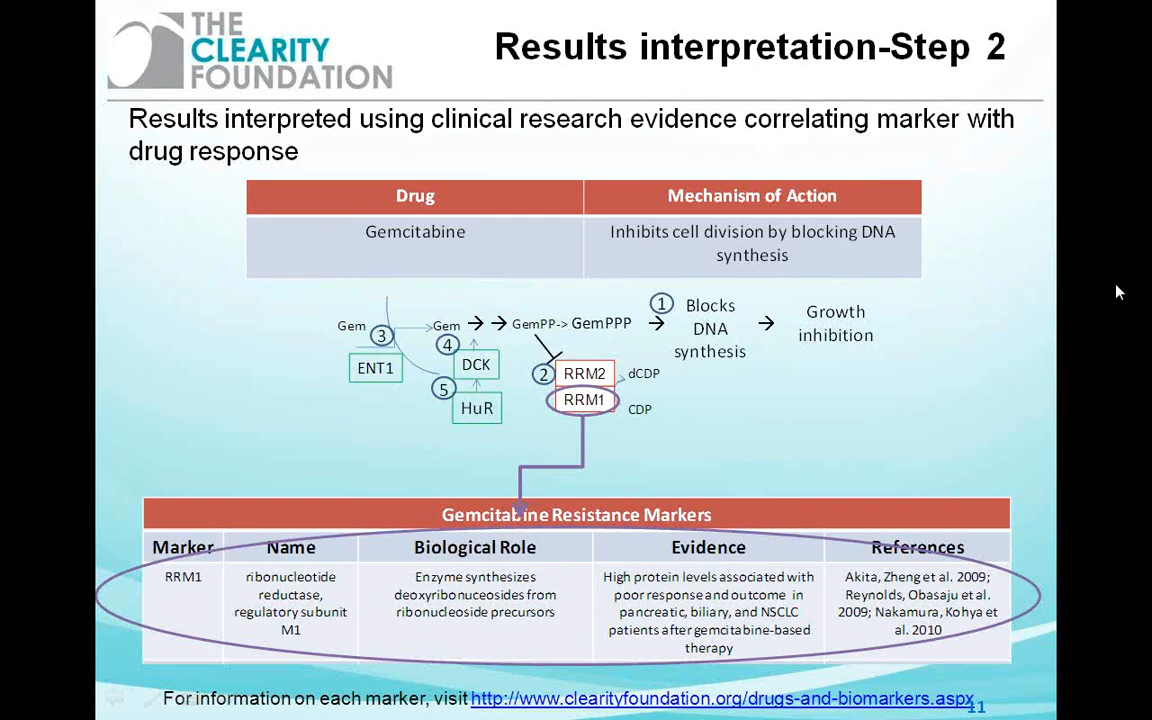 THE
CLEARITY
FOUNDATION
Results interpretation-Step 2
Results interpreted using clinical research evidence correlating marker with
drug response
Drug
Mechanism of Action
Gemcitabine
Inhibits cell division by blocking DNA
synthesis
Gem
3
ENT1
Gem
4
DCK
5
HuR
GemPP-> GemPPP
2
RRM2
RRM1
dCDP
CDP
1
Blocks
DNA
synthesis
Growth
inhibition
Gemcitabine Resistance Markers
Marker
Name
Biological Role
Evidence
References
RRM1
ribonucleotide
reductase,
regulatory subunit
M1
Enzyme synthesizes
deoxyribonuceosides from
ribonucleoside precursors
High protein levels associated with
poor response and outcome in
pancreatic, biliary, and NSCLC
patients after gemcitabine-based
therapy
Akita, Zheng et al. 2009;
Reynolds, Obasaju et al.
2009; Nakamura, Kohya et
al. 2010
For information on each marker, visit http://www.clearityfoundation.org/drugs-and-biomarkers.aspx
11